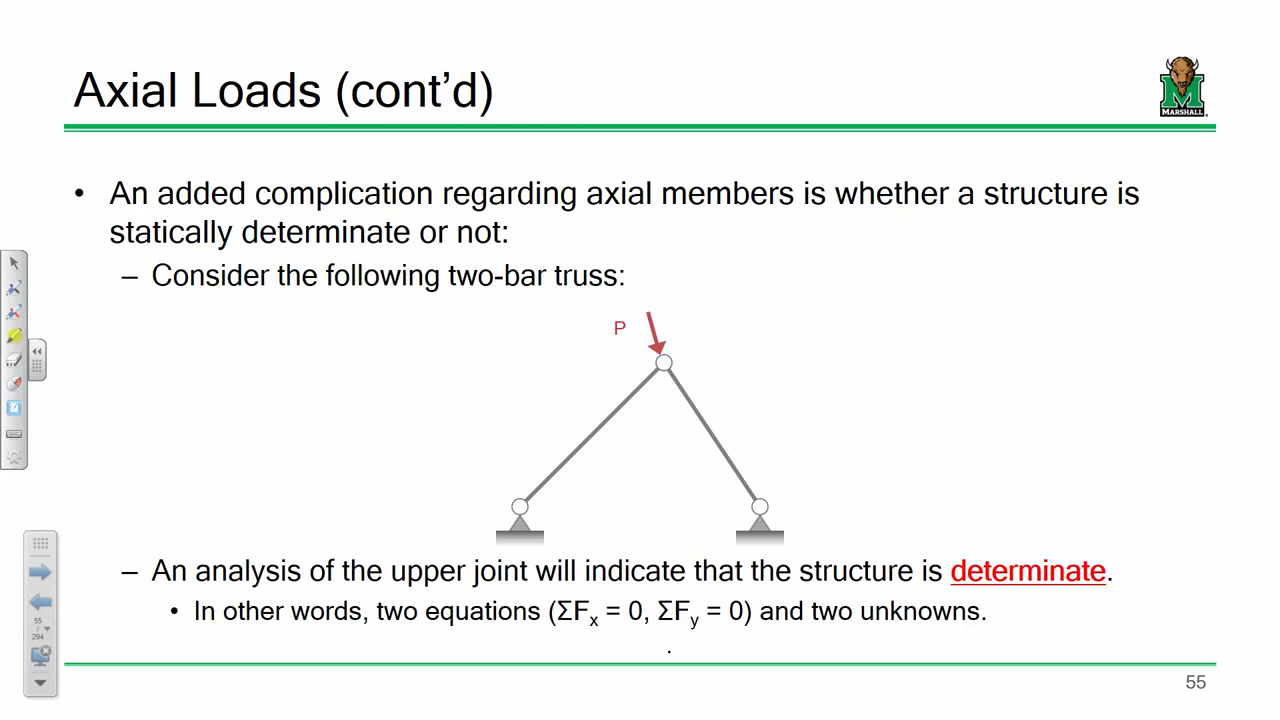 Axial Loads (cont’d)
MARSHALL
• An added complication regarding axial members is whether a structure is
statically determinate or not:
– Consider the following two-bar truss:
P
– An analysis of the upper joint will indicate that the structure is determinate.
• In other words, two equations (ΣFx = 0, ΣFy = 0) and two unknowns.
.
55
/
294
55